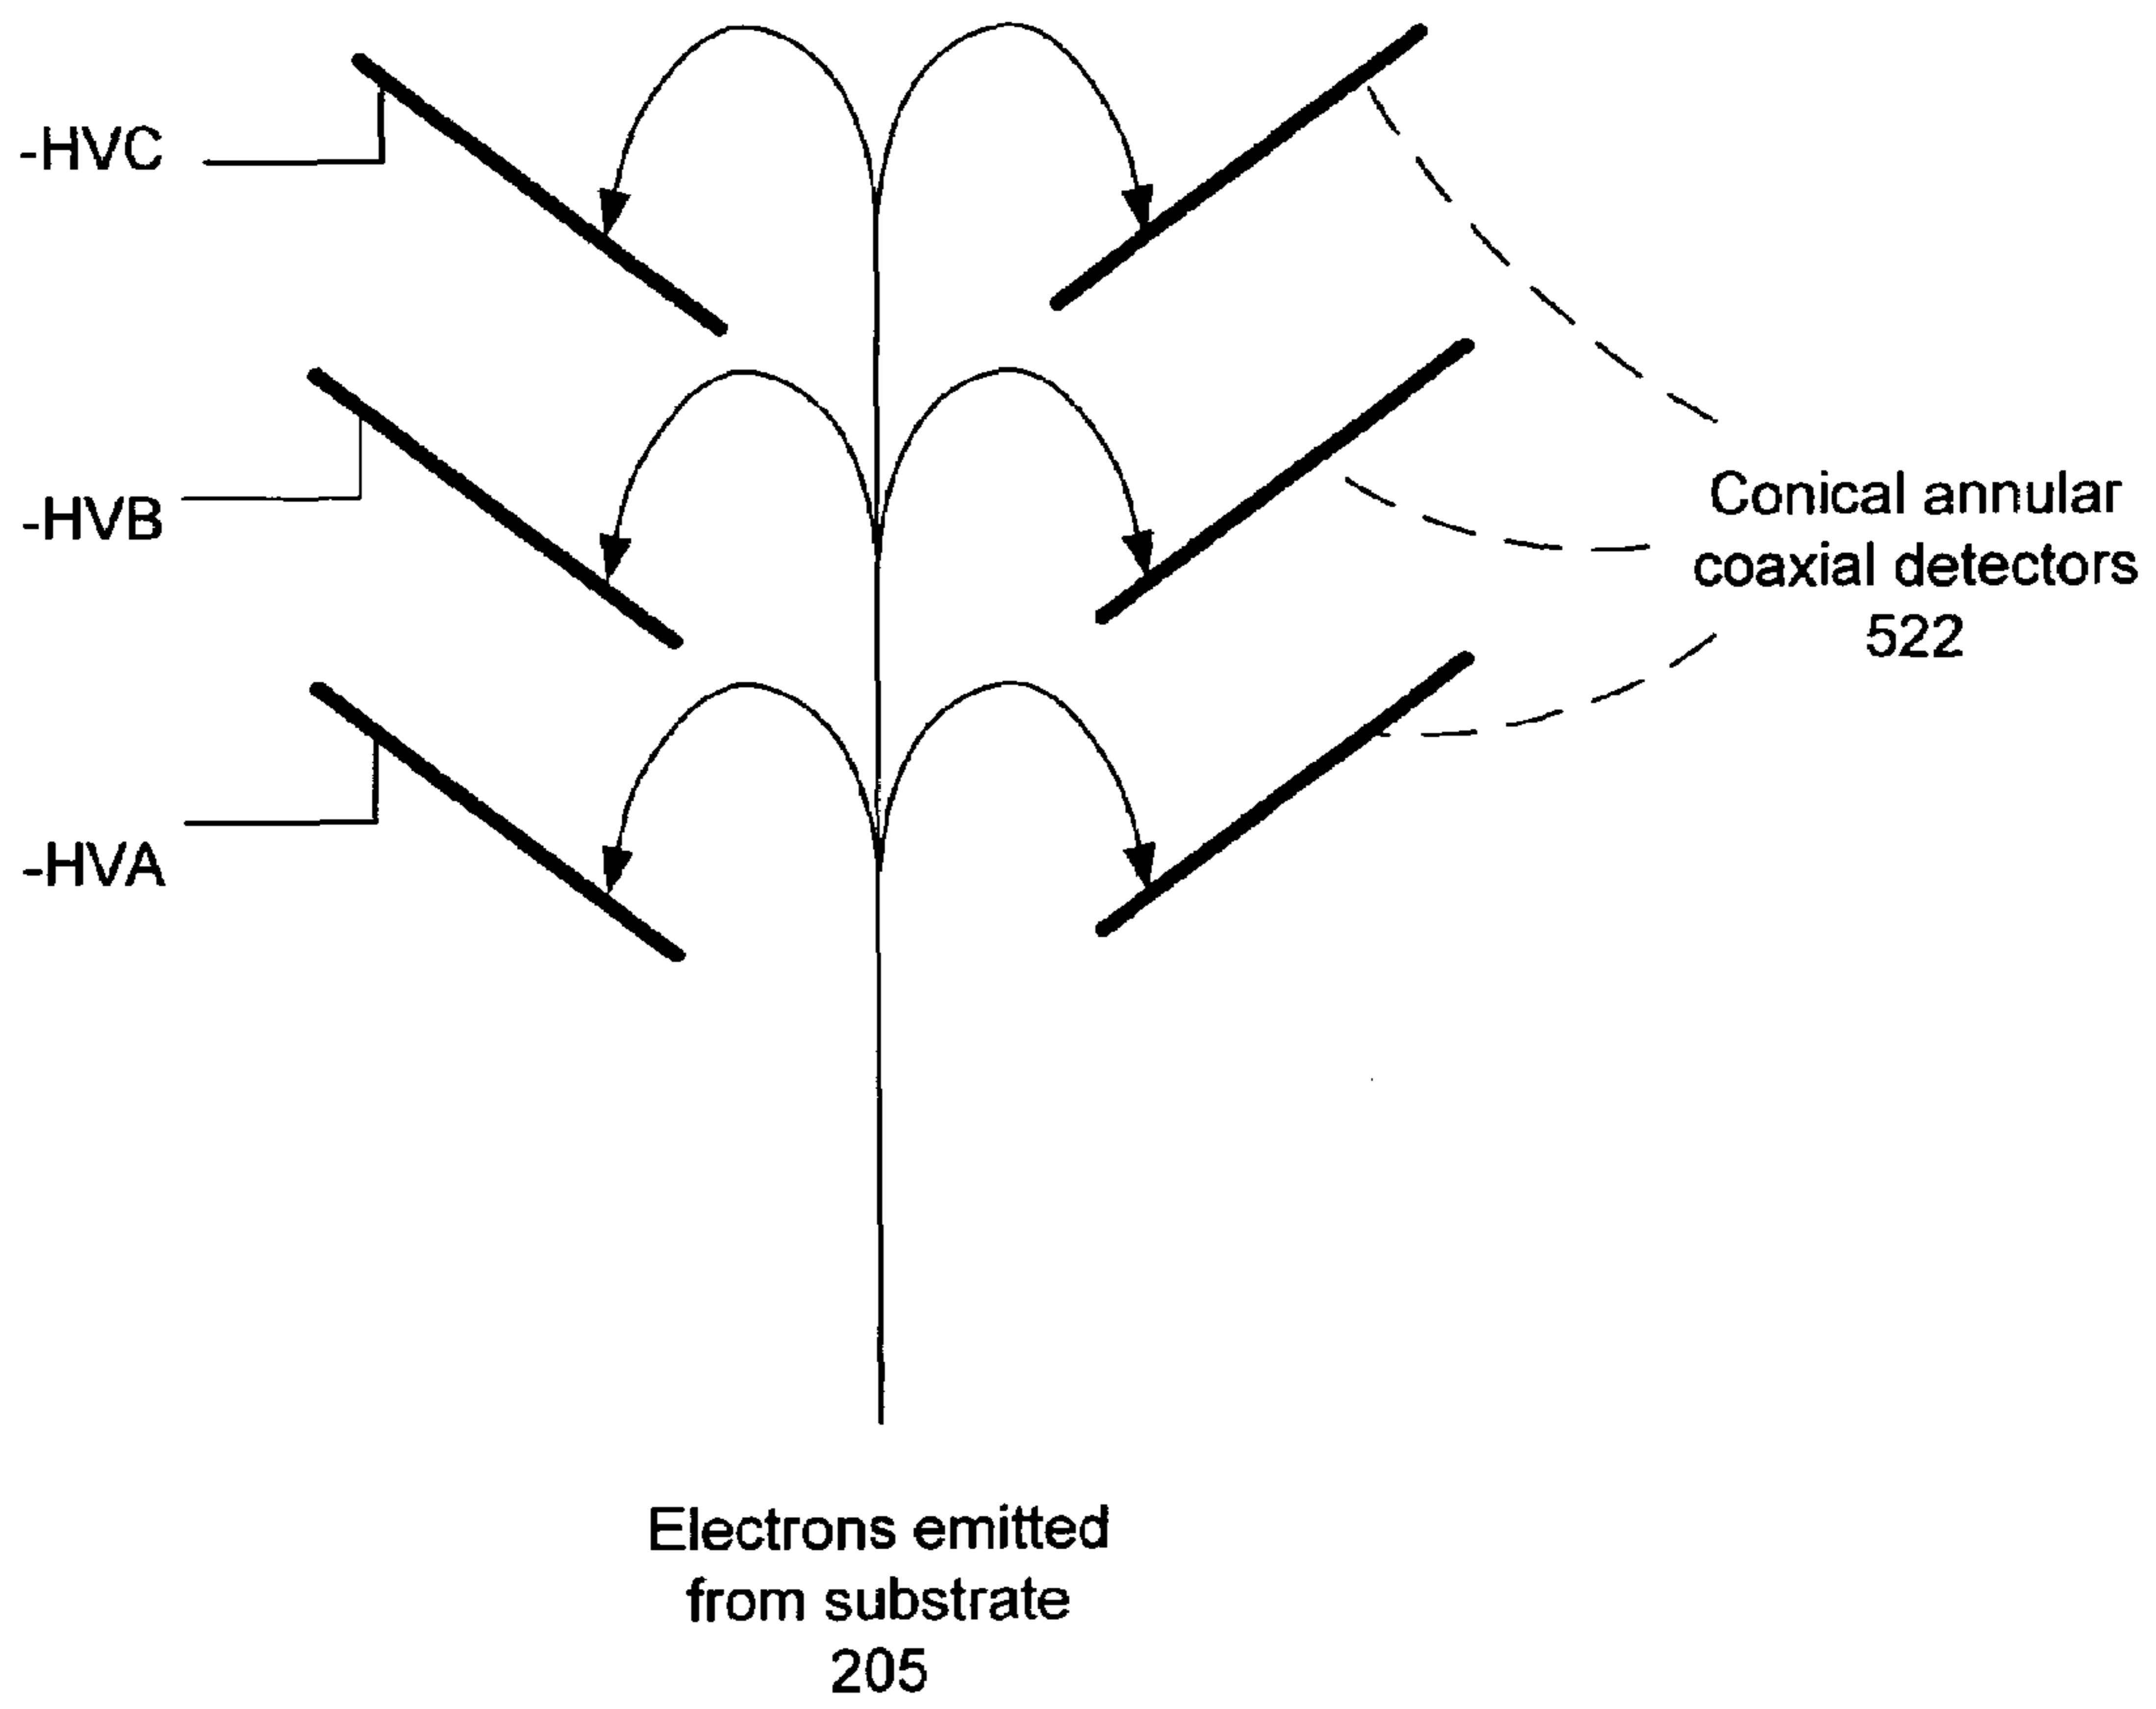 -HVC
-HVB
-HVA
Conical annular
coaxial detectors
522
Electrons emitted
from substrate
205